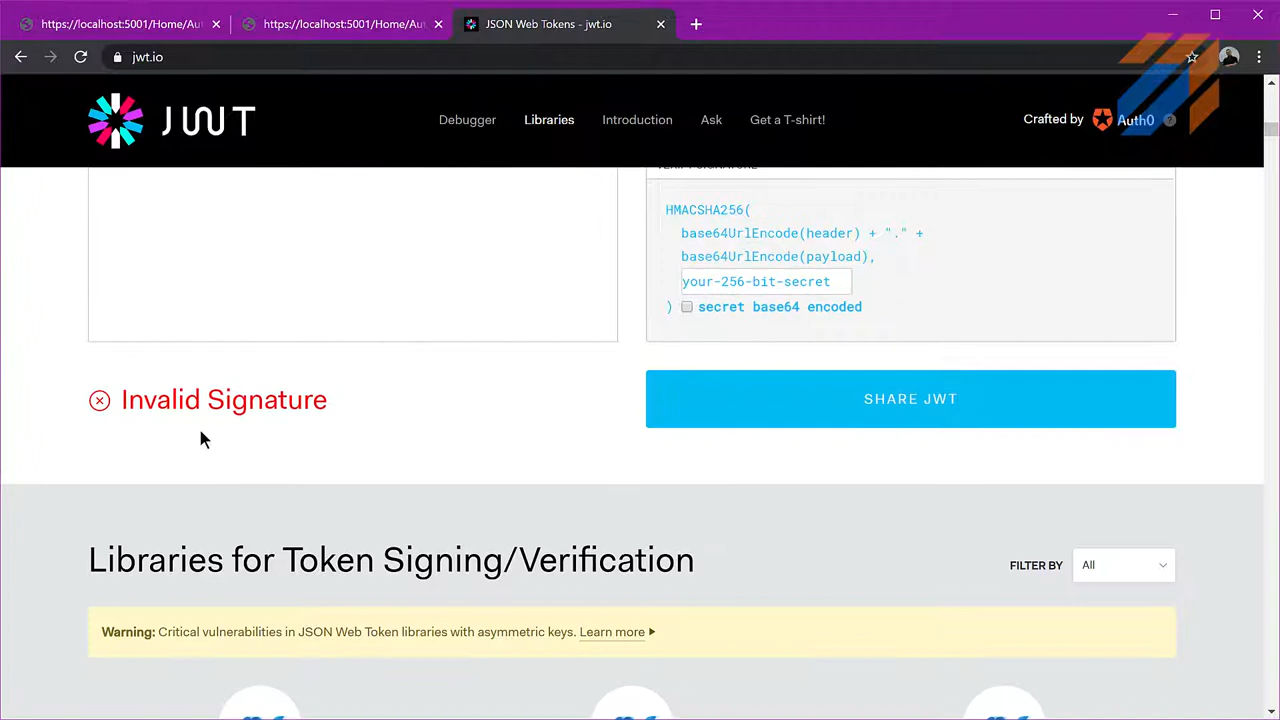 https://localhost:5001/Home/Aut
https://localhost:5001/Home/Aut
JSON Web Tokens - jwt.io
jwt.io
JWT
Debugger
Libraries
Introduction
Ask
Get a T-shirt!
Crafted by
Auth0
?
VERIFY SIGNATURE
HMACSHA256(
base64UrlEncode(header) + "." +
base64UrlEncode(payload),
your-256-bit-secret
) secret base64 encoded
Invalid Signature
SHARE JWT
Libraries for Token Signing/Verification
FILTER BY
All
Warning: Critical vulnerabilities in JSON Web Token libraries with asymmetric keys. Learn more